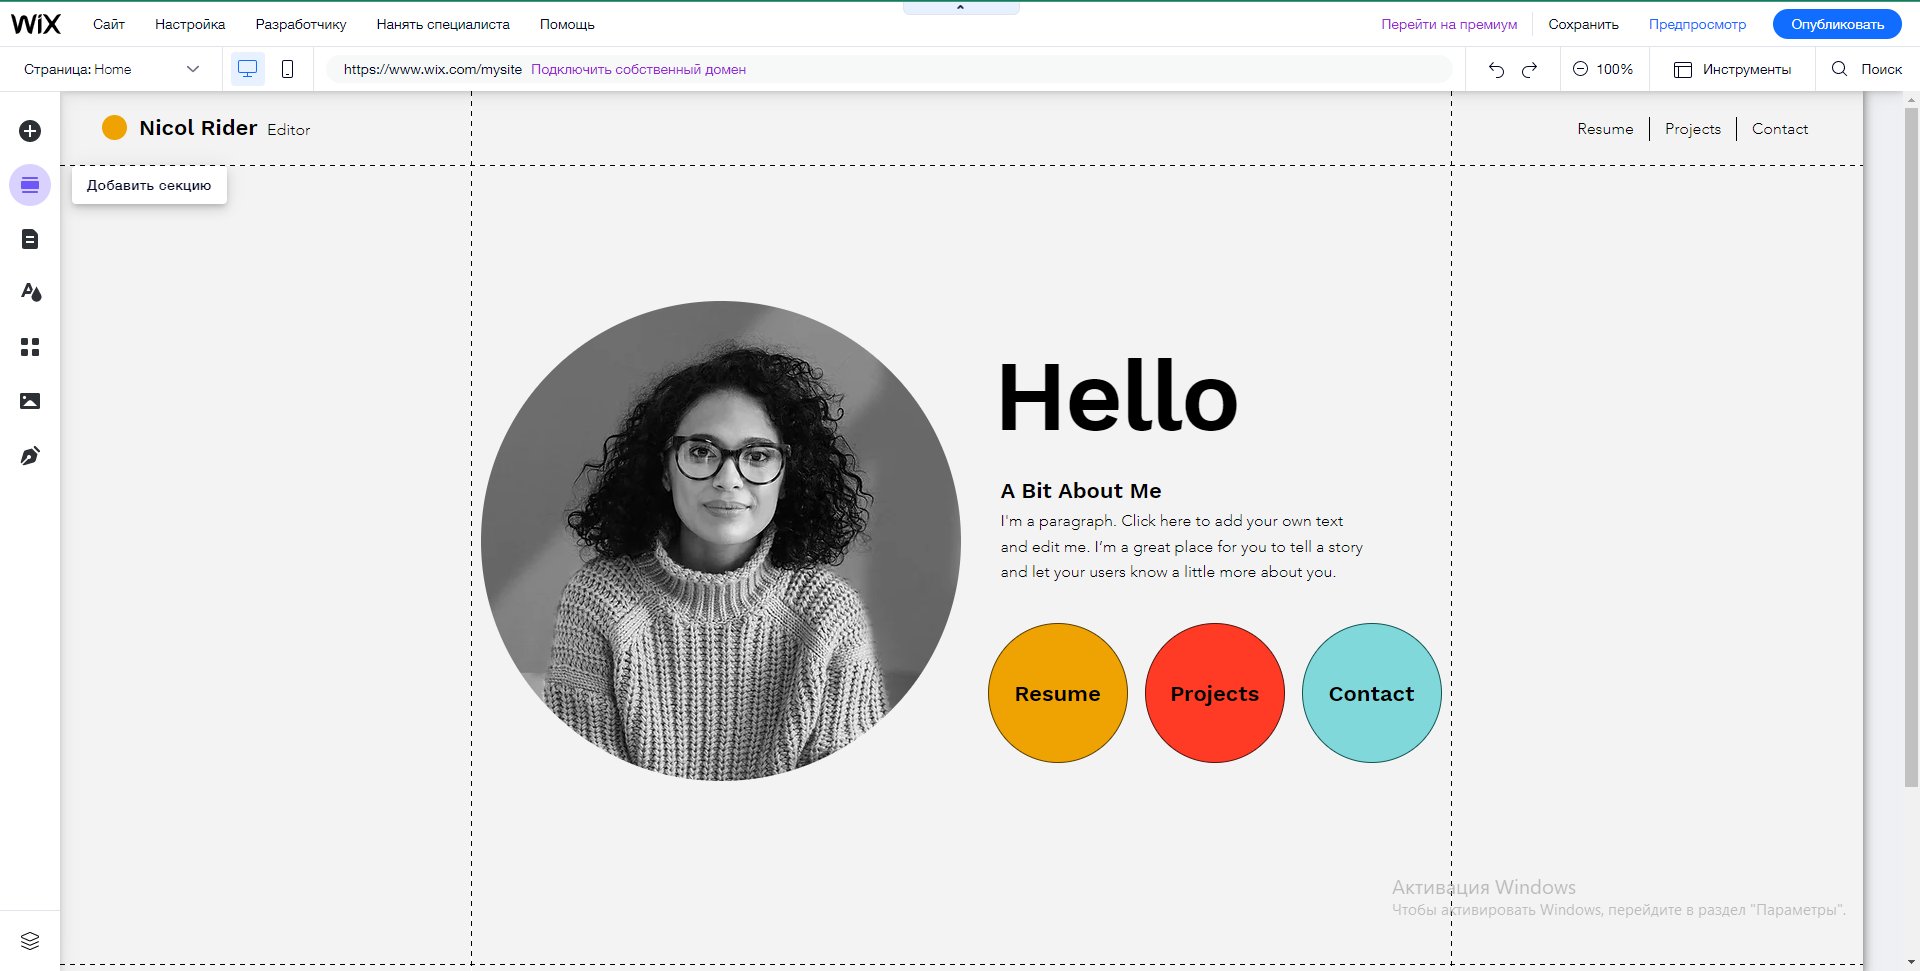 WIX Сайт Настройка Разработчику Нанять специалиста Помощь Перейти на премиум Сохранить Предпросмотр Опубликовать
Страница: Home https://www.wix.com/mysite Подключить собственный домен 100% Инструменты Поиск
Nicol Rider Editor Resume Projects Contact
Добавить секцию
Hello
A Bit About Me
I'm a paragraph. Click here to add your own text
and edit me. I’m a great place for you to tell a story
and let your users know a little more about you.
Resume Projects Contact
Активация Windows
Чтобы активировать Windows, перейдите в раздел "Параметры".